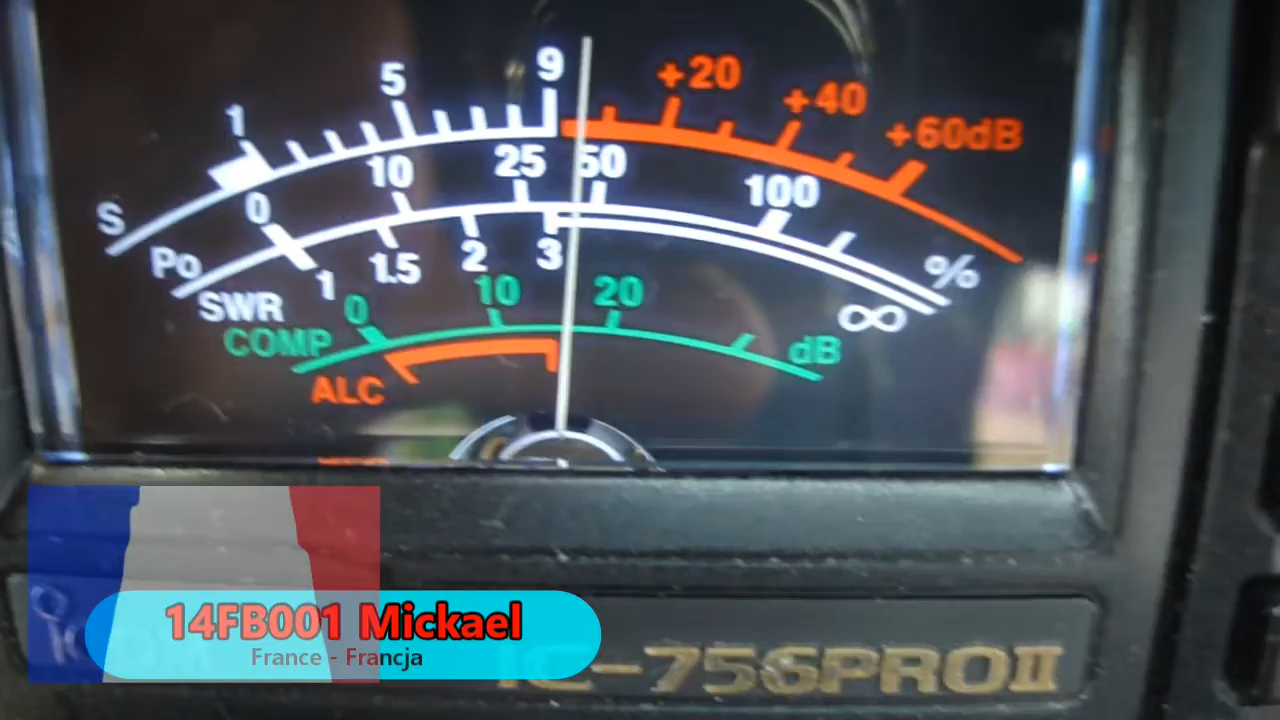 1 5 9 +20 +40 +60dB
S
0 10 25 50 100 %
Po
SWR 1 1.5 2 3 ∞
COMP 0 10 20 dB
ALC
14FB001 Mickael
France - Francja
IC-756PROII